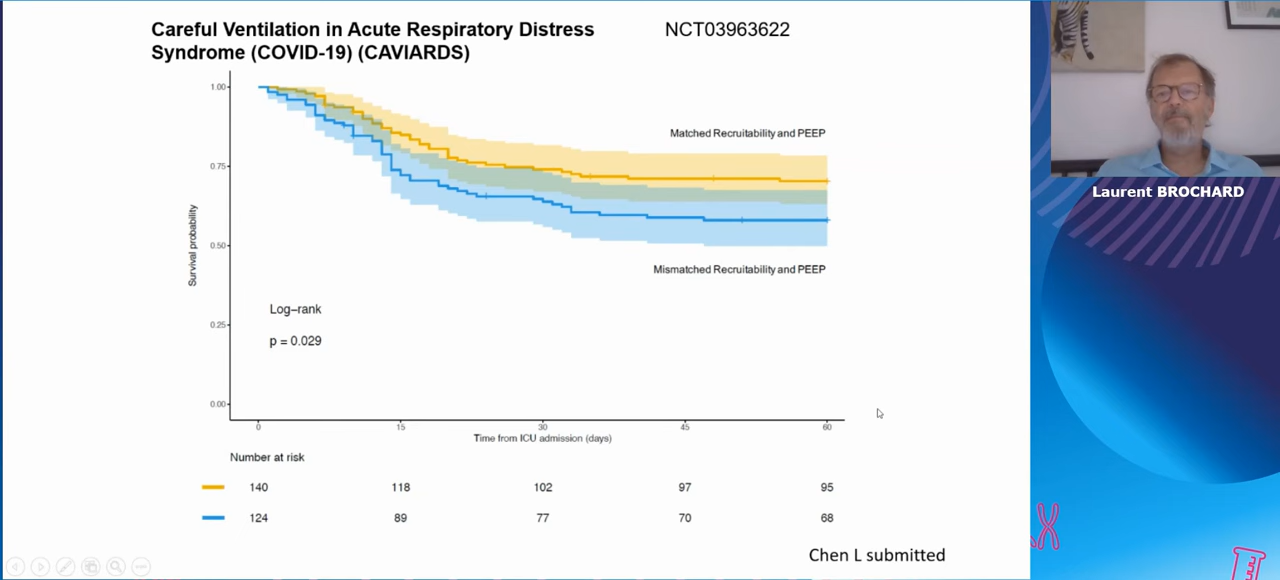 Careful Ventilation in Acute Respiratory Distress
Syndrome (COVID-19) (CAVIARDS)
NCT03963622
Laurent BROCHARD
Survival probability
1.00
0.75
0.50
0.25
0.00
Matched Recruitability and PEEP
Mismatched Recruitability and PEEP
Log-rank
p = 0.029
0 15 30 45 60
Time from ICU admission (days)
Number at risk
140 118 102 97 95
124 89 77 70 68
Chen L submitted